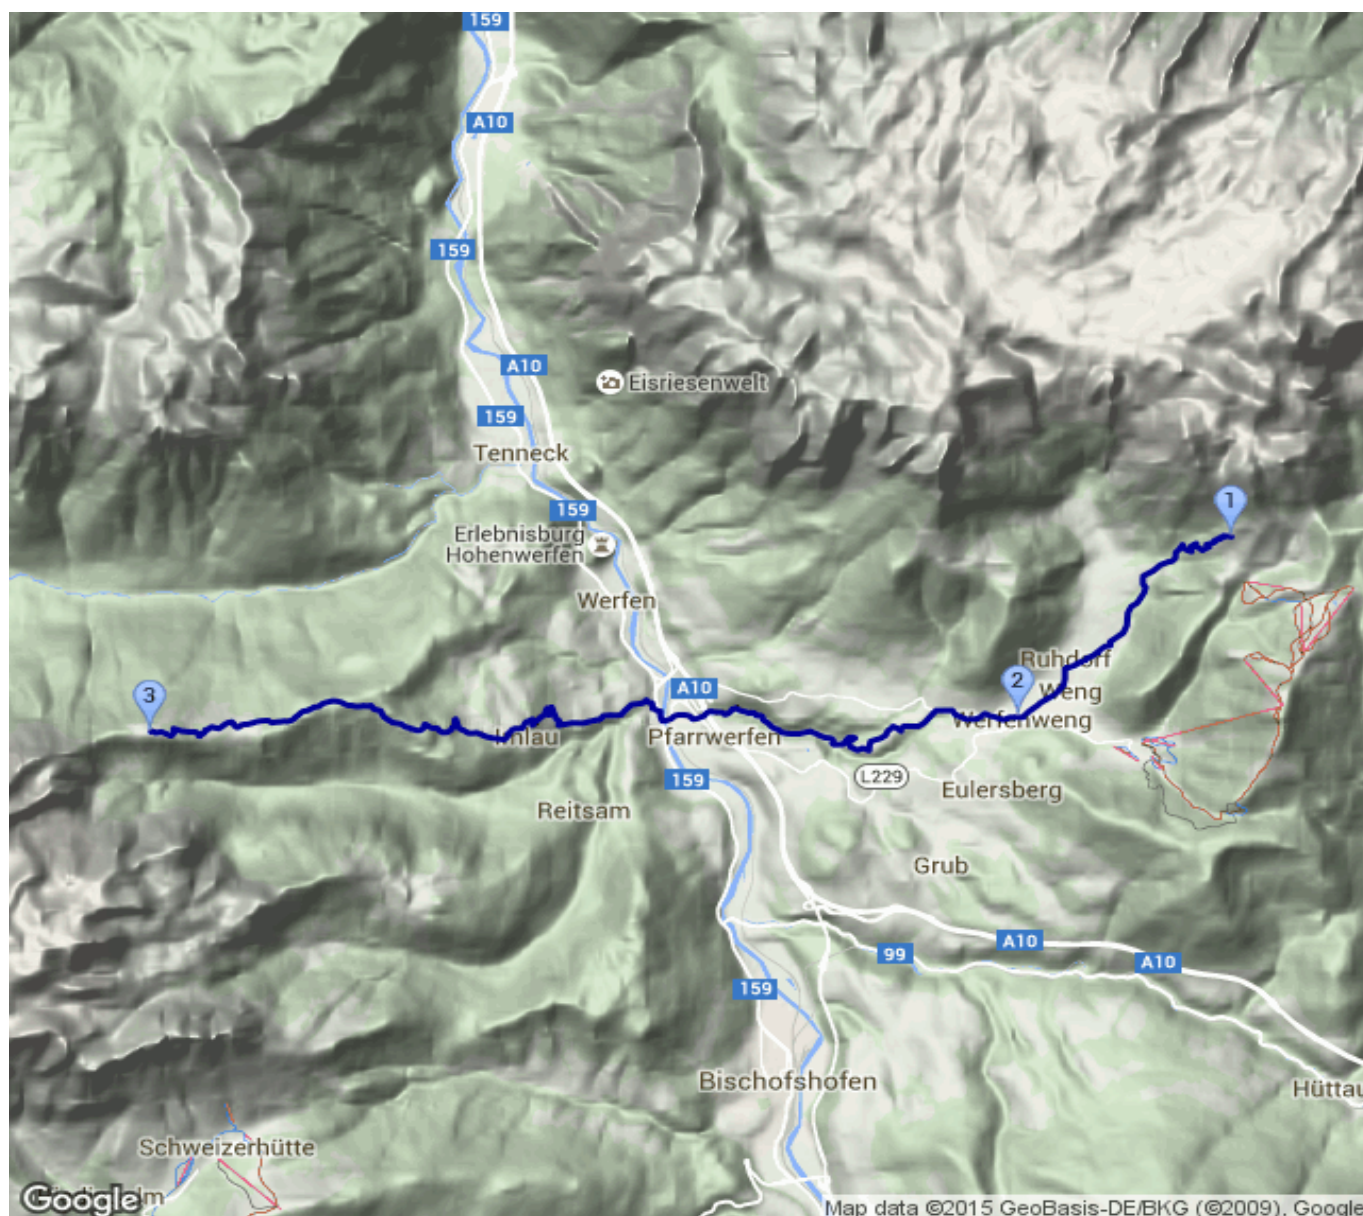 159
A10
159
A10
Eisriesenwelt
159
Tenneck
1
159
Erlebnisburg
Hohenwerfen
Werfen
Ruhdorf
2
Weng
3
A10
Werfenweng
Pfarrwerfen
159
L229
Eulersberg
Reitsam
Grub
A10
99
A10
159
Bischofshofen
Hüttau
Schweizerhütte
Google
Map data ©2015 GeoBasis-DE/BKG (©2009), Google